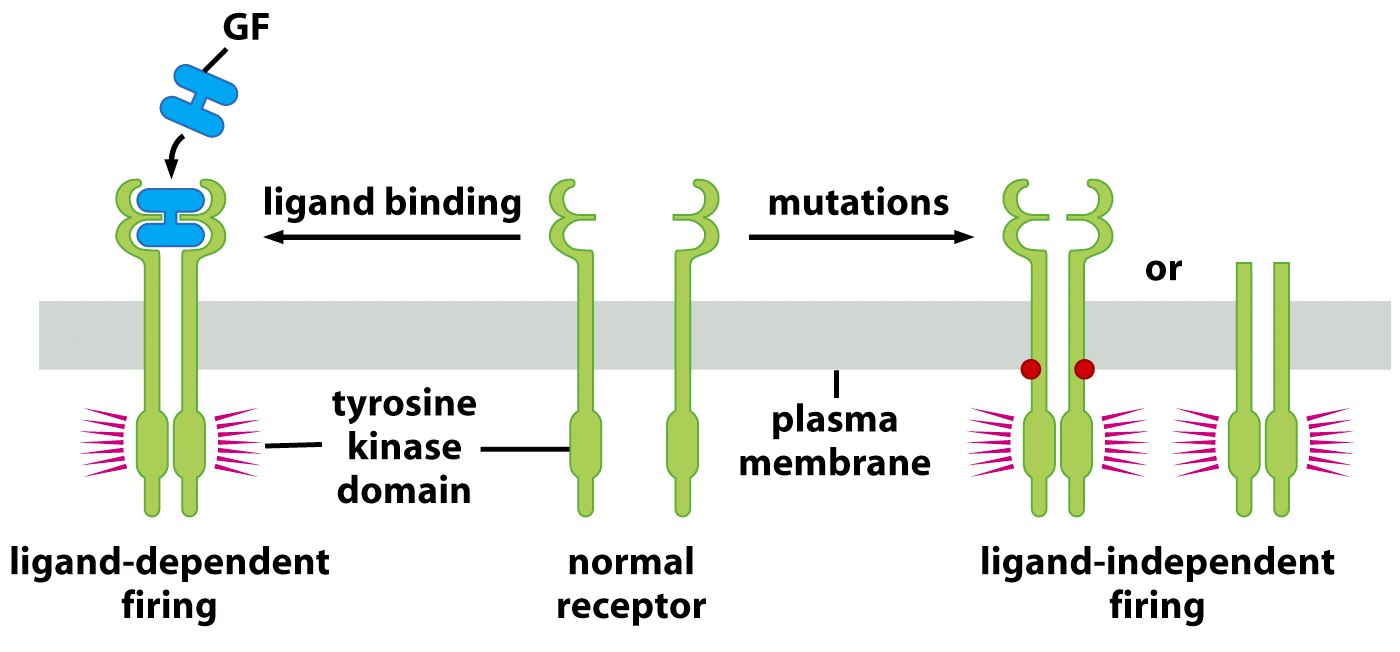 GF
ligand binding
mutations
or
tyrosine
kinase
domain
plasma
membrane
ligand-dependent
firing
normal
receptor
ligand-independent
firing